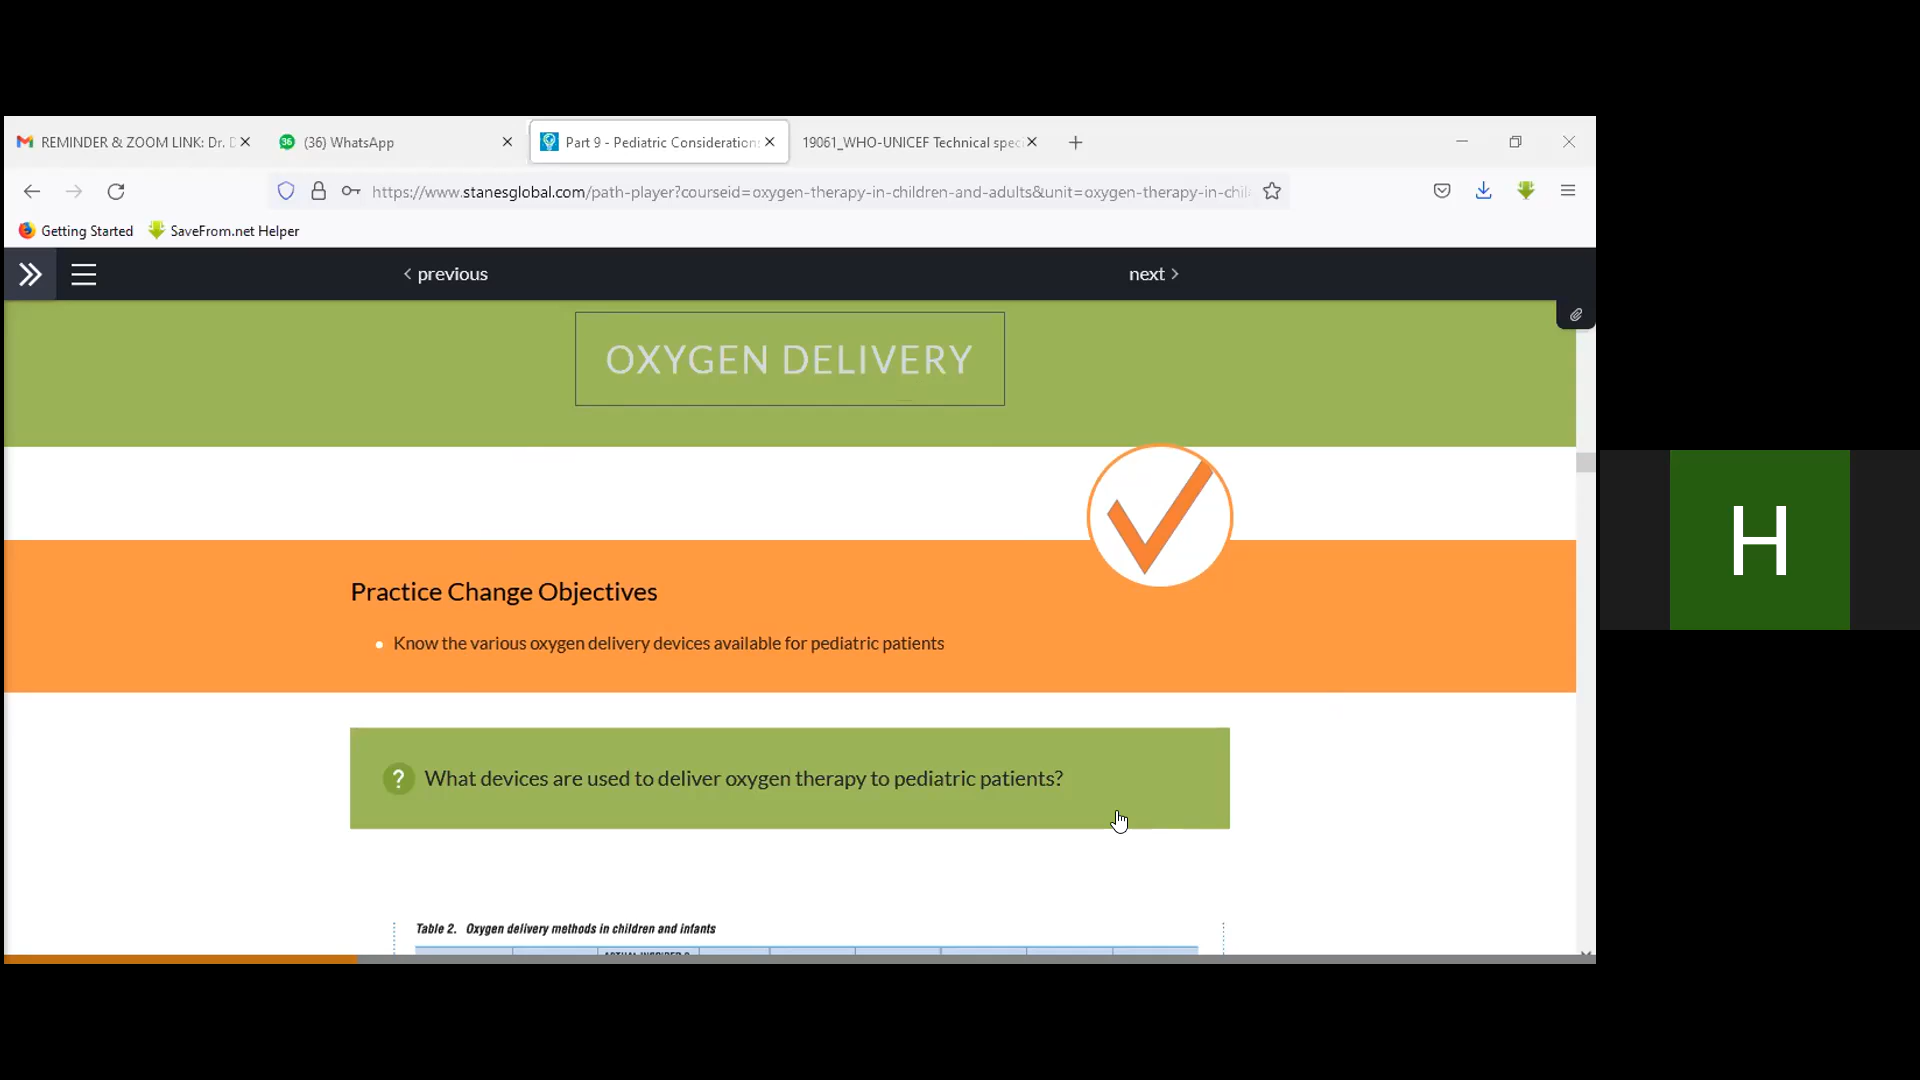 REMINDER & ZOOM LINK: Dr. D
36 (36) WhatsApp
Part 9 - Pediatric Consideration
19061_WHO-UNICEF Technical spec
https://www.stanesglobal.com/path-player?courseid=oxygen-therapy-in-children-and-adults&unit=oxygen-therapy-in-chil
Getting Started
SaveFrom.net Helper
< previous
next >
OXYGEN DELIVERY
Practice Change Objectives
• Know the various oxygen delivery devices available for pediatric patients
? What devices are used to deliver oxygen therapy to pediatric patients?
Table 2. Oxygen delivery methods in children and infants
H